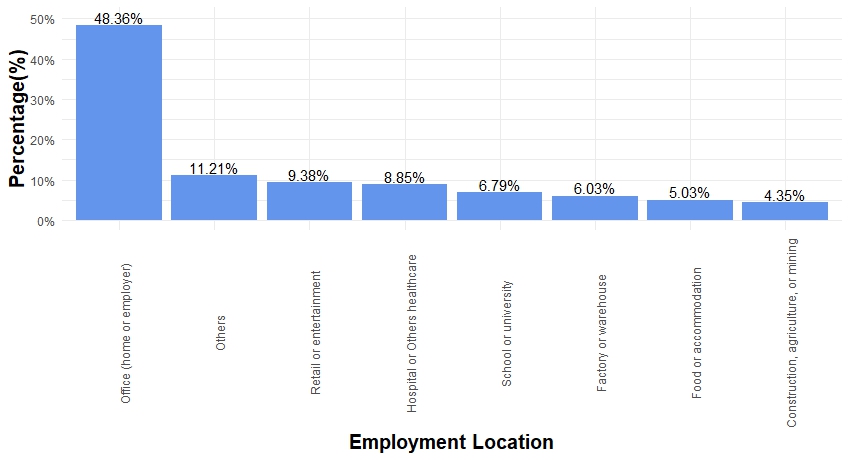 Percentage(%)
50%
40%
30%
20%
10%
0%
48.36%
11.21%
9.38%
8.85%
6.79%
6.03%
5.03%
4.35%
Office (home or employer)
Others
Retail or entertainment
Hospital or Others healthcare
School or university
Factory or warehouse
Food or accommodation
Construction, agriculture, or mining
Employment Location